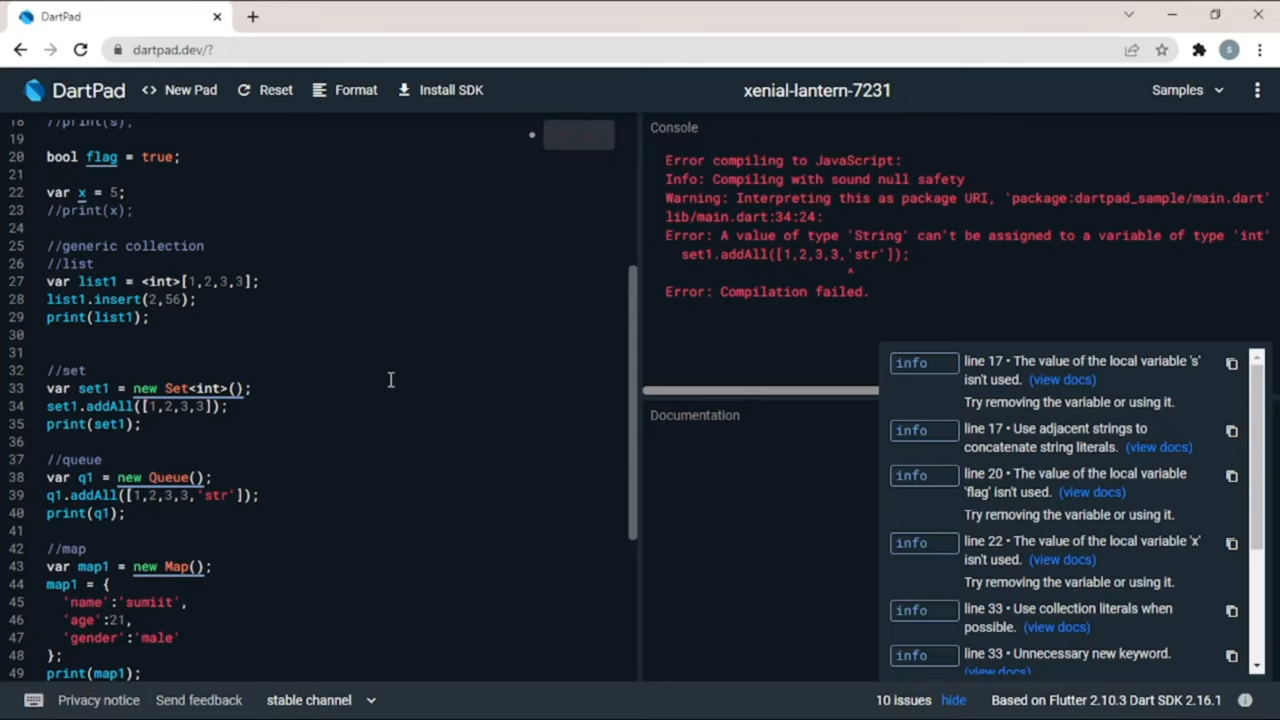 DartPad
dartpad.dev/?
S
DartPad
<> New Pad
Reset
Format
Install SDK
xenial-lantern-7231
Samples
18 //print(s);
19
20 bool flag = true;
21
22 var x = 5;
23 //print(x);
24
25 //generic collection
26 //list
27 var list1 = <int>[1,2,3,3];
28 list1.insert(2,56);
29 print(list1);
30
31
32 //set
33 var set1 = new Set<int>();
34 set1.addAll([1,2,3,3]);
35 print(set1);
36
37 //queue
38 var q1 = new Queue();
39 q1.addAll([1,2,3,3,'str']);
40 print(q1);
41
42 //map
43 var map1 = new Map();
44 map1 = {
45 'name':'sumiit',
46 'age':21,
47 'gender':'male'
48 };
49 print(map1);
Console
Error compiling to JavaScript:
Info: Compiling with sound null safety
Warning: Interpreting this as package URI, 'package:dartpad_sample/main.dart'
lib/main.dart:34:24:
Error: A value of type 'String' can't be assigned to a variable of type 'int'
set1.addAll([1,2,3,3,'str']);
^
Error: Compilation failed.
Documentation
info line 17 • The value of the local variable 's'
isn't used. (view docs)
Try removing the variable or using it.
info line 17 • Use adjacent strings to
concatenate string literals. (view docs)
info line 20 • The value of the local variable
'flag' isn't used. (view docs)
Try removing the variable or using it.
info line 22 • The value of the local variable 'x'
isn't used. (view docs)
Try removing the variable or using it.
info line 33 • Use collection literals when
possible. (view docs)
info line 33 • Unnecessary new keyword.
(view docs)
Privacy notice
Send feedback
stable channel
10 issues hide
Based on Flutter 2.10.3 Dart SDK 2.16.1